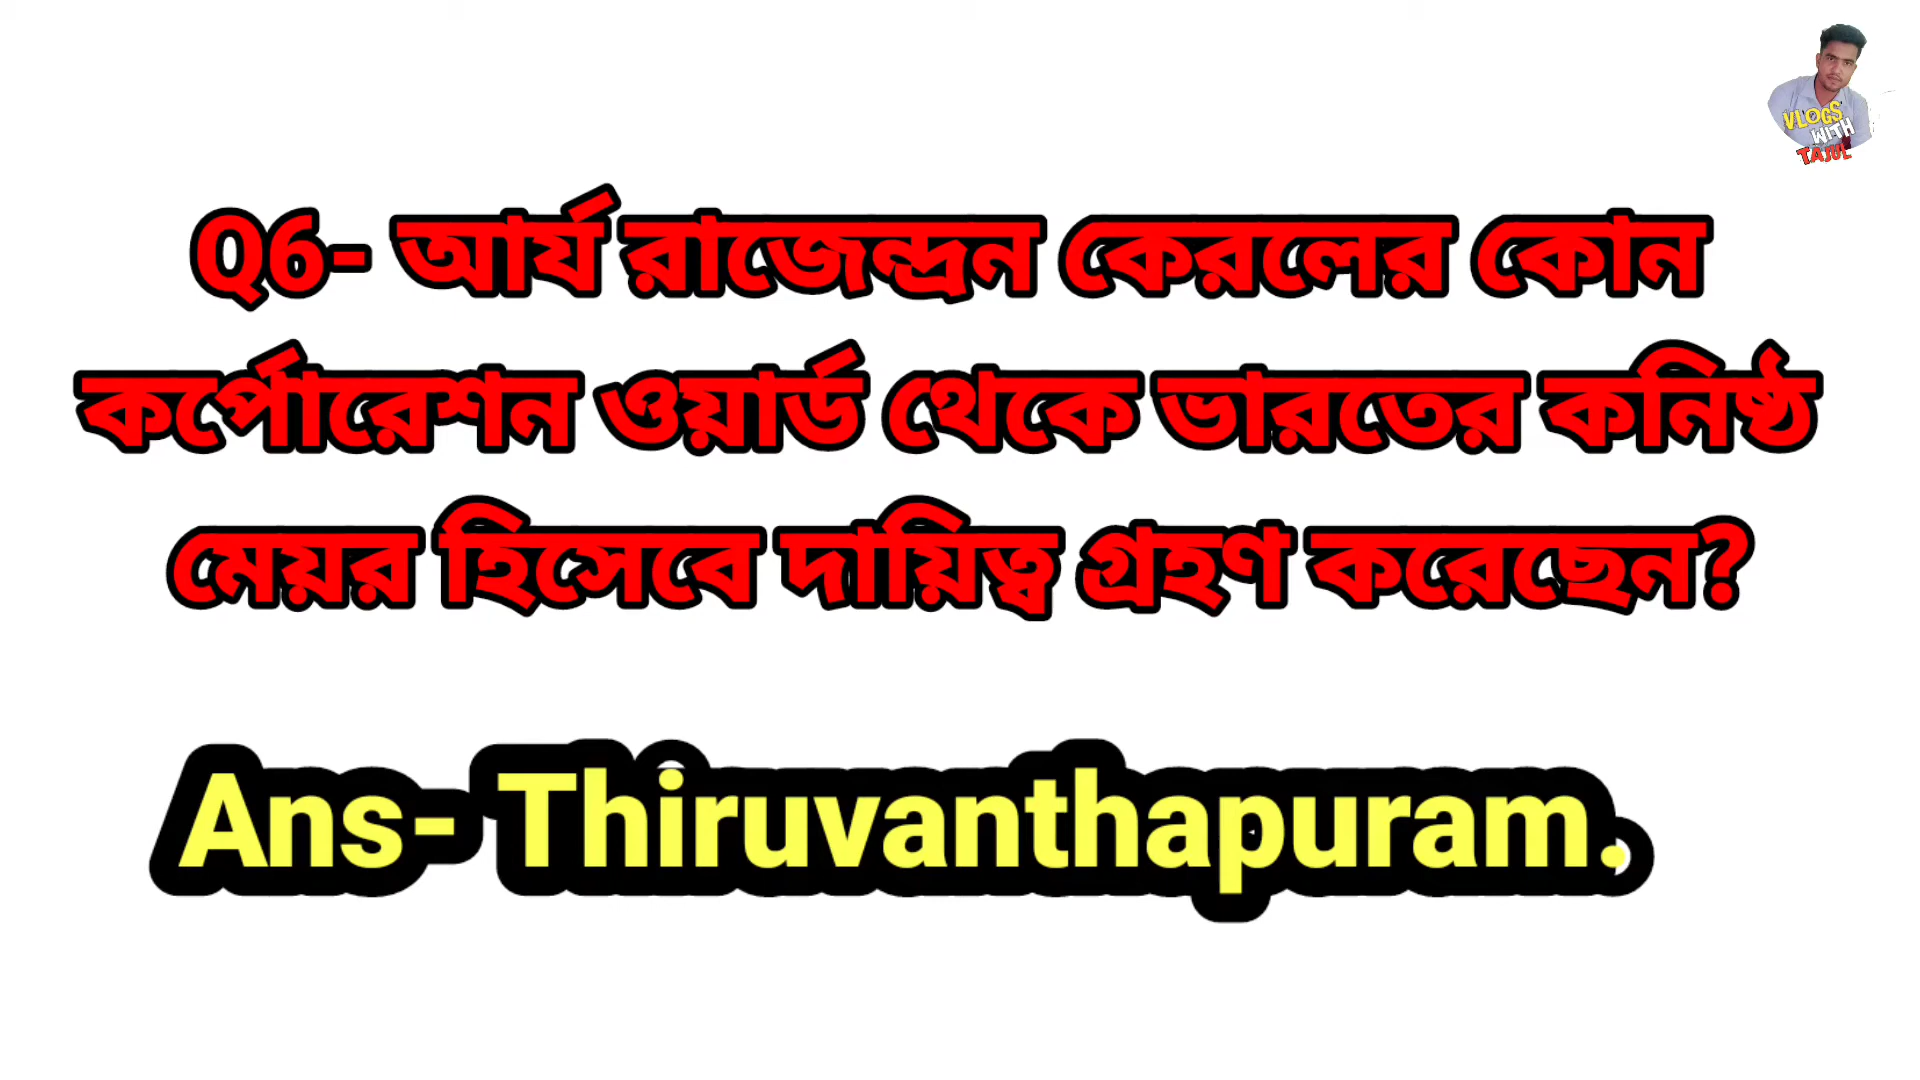 VLOGS
WITH
TAJUL
Q6- আর্য রাজেন্দ্রন কেরলের কোন
কর্পোরেশন ওয়ার্ড থেকে ভারতের কনিষ্ঠ
মেয়র হিসেবে দায়িত্ব গ্রহণ করেছেন?
Ans- Thiruvanthapuram.